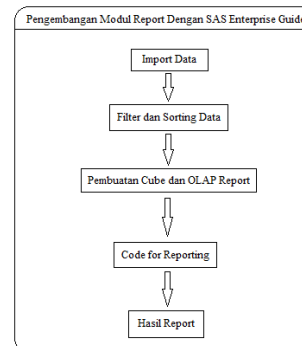 Pengembangan Modul Report Dengan SAS Enterprise Guide
Import Data
Filter dan Sorting Data
Pembuatan Cube dan OLAP Report
Code for Reporting
Hasil Report